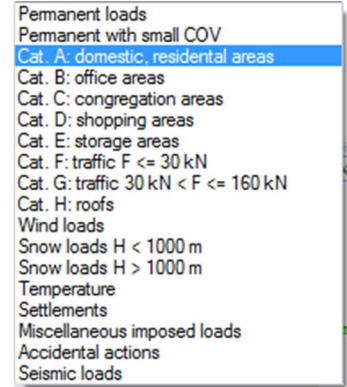 Permanent loads
Permanent with small COV
Cat. A: domestic, residental areas
Cat. B: office areas
Cat. C: congregation areas
Cat. D: shopping areas
Cat. E: storage areas
Cat. F: traffic F <= 30 kN
Cat. G: traffic 30 kN < F <= 160 kN
Cat. H: roofs
Wind loads
Snow loads H < 1000 m
Snow loads H > 1000 m
Temperature
Settlements
Miscellaneous imposed loads
Accidental actions
Seismic loads